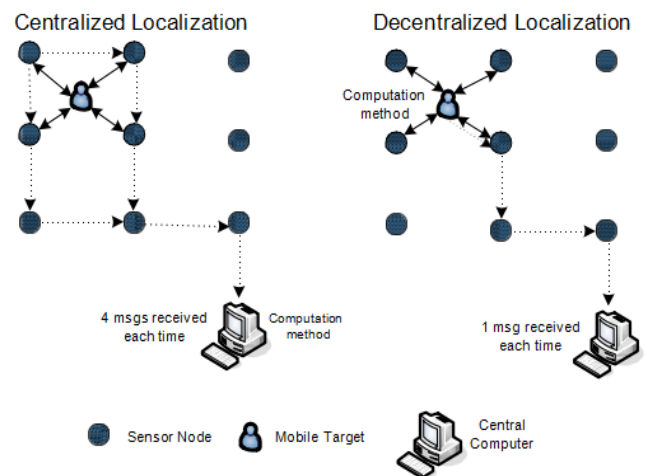 Centralized Localization
Decentralized Localization
Computation
method
4 msgs received
each time
Computation
method
1 msg received
each time
Sensor Node
Mobile Target
Central
Computer